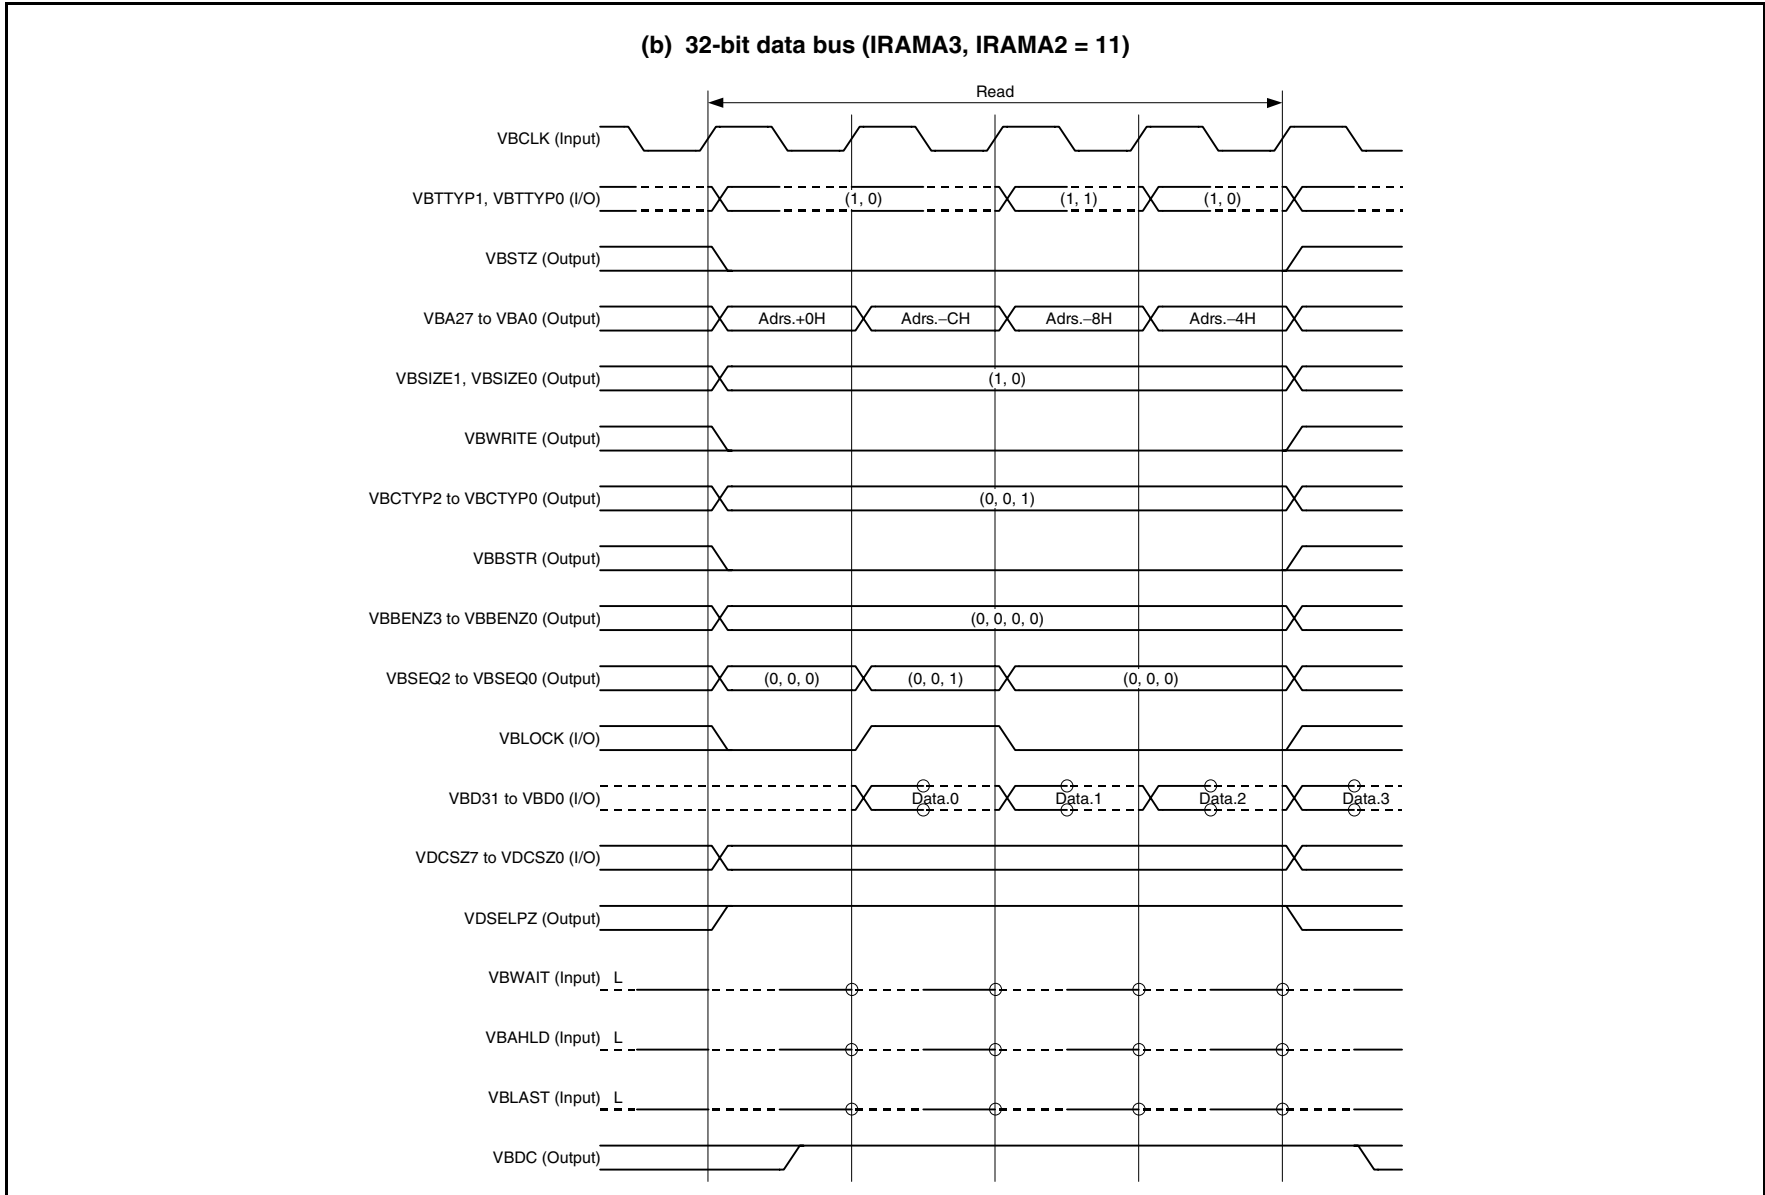 (b) 32-bit data bus (IRAMA3, IRAMA2 = 11)
Read
VBCLK (Input)
VBTTYP1, VBTTYP0 (I/O) (1, 0) (1, 1) (1, 0)
VBSTZ (Output)
VBA27 to VBA0 (Output) Adrs.+0H Adrs.−CH Adrs.−8H Adrs.−4H
VBSIZE1, VBSIZE0 (Output) (1, 0)
VBWRITE (Output)
VBCTYP2 to VBCTYP0 (Output) (0, 0, 1)
VBBSTR (Output)
VBBENZ3 to VBBENZ0 (Output) (0, 0, 0, 0)
VBSEQ2 to VBSEQ0 (Output) (0, 0, 0) (0, 0, 1) (0, 0, 0)
VBLOCK (I/O)
VBD31 to VBD0 (I/O) Data.0 Data.1 Data.2 Data.3
VDCSZ7 to VDCSZ0 (I/O)
VDSELPZ (Output)
VBWAIT (Input) L
VBAHLD (Input) L
VBLAST (Input) L
VBDC (Output)